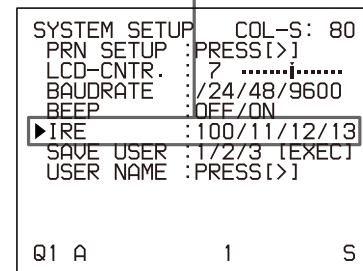 SYSTEM SETUP COL-S: 80
PRN SETUP :PRESS[>]
LCD-CNTR. : 7
BAUDRATE :/24/48/9600
BEEP :OFF/ON
▶IRE :100/11/12/13
SAVE USER :1/2/3 [EXEC]
USER NAME :PRESS[>]
Q1 A 1 S